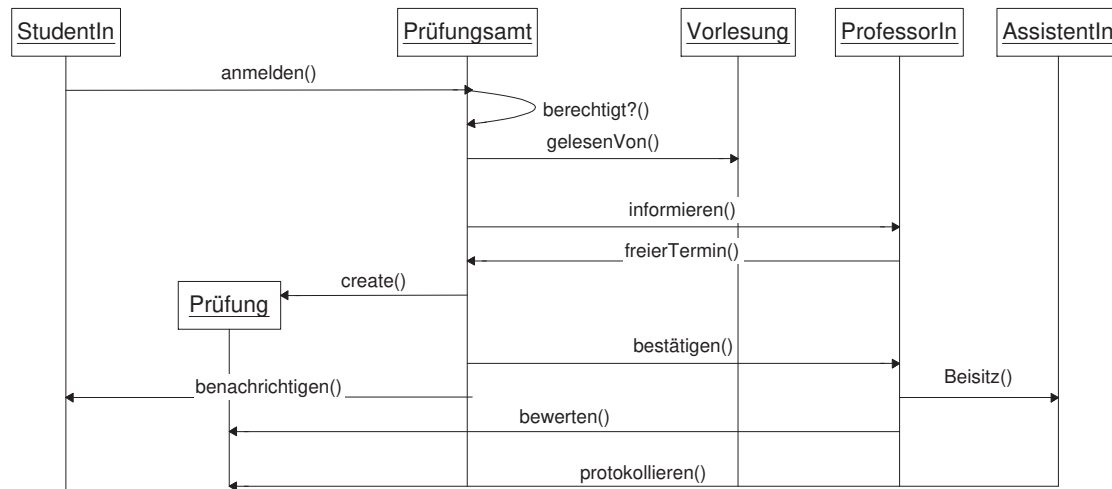 StudentIn
Prüfungsamt
Vorlesung
ProfessorIn
AssistentIn
anmelden()
berechtigt?()
gelesenVon()
informieren()
freierTermin()
create()
Prüfung
bestätigen()
benachrichtigen()
Beisitz()
bewerten()
protokollieren()